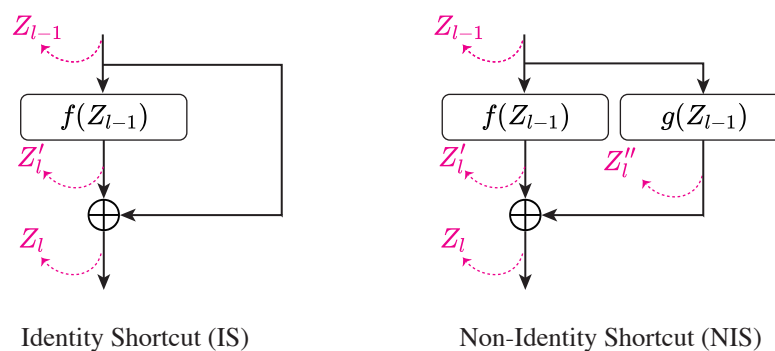 Z_{l-1} Z_{l-1}
f(Z_{l-1}) f(Z_{l-1}) g(Z_{l-1})
Z'_l Z'_l Z''_l
Z_l Z_l
Identity Shortcut (IS) Non-Identity Shortcut (NIS)